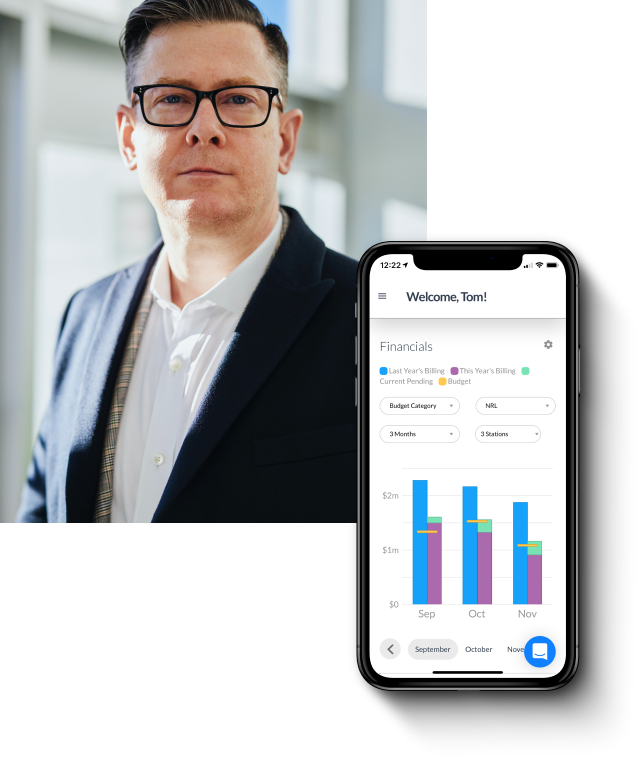 12:22
Welcome, Tom!
Financials
Last Year's Billing This Year's Billing
Current Pending Budget
Budget Category NRL
3 Months 3 Stations
$2m
$1m
$0
Sep Oct Nov
September October Nove